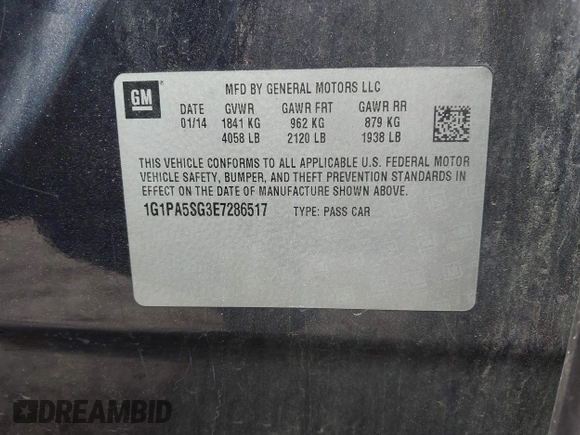 GM
MFD BY GENERAL MOTORS LLC
DATE GVWR GAWR FRT GAWR RR
01/14 1841 KG 962 KG 879 KG
4058 LB 2120 LB 1938 LB
THIS VEHICLE CONFORMS TO ALL APPLICABLE U.S. FEDERAL MOTOR
VEHICLE SAFETY, BUMPER, AND THEFT PREVENTION STANDARDS IN
EFFECT ON THE DATE OF MANUFACTURE SHOWN ABOVE.
1G1PA5SG3E7286517 TYPE: PASS CAR
DREAMBID